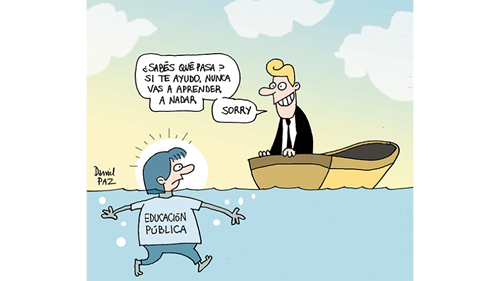 ¿SABÉS QUÉ PASA?
SI TE AYUDO, NUNCA
VAS A APRENDER
A NADAR
SORRY
Daniel
PAZ
EDUCACIÓN
PÚBLICA